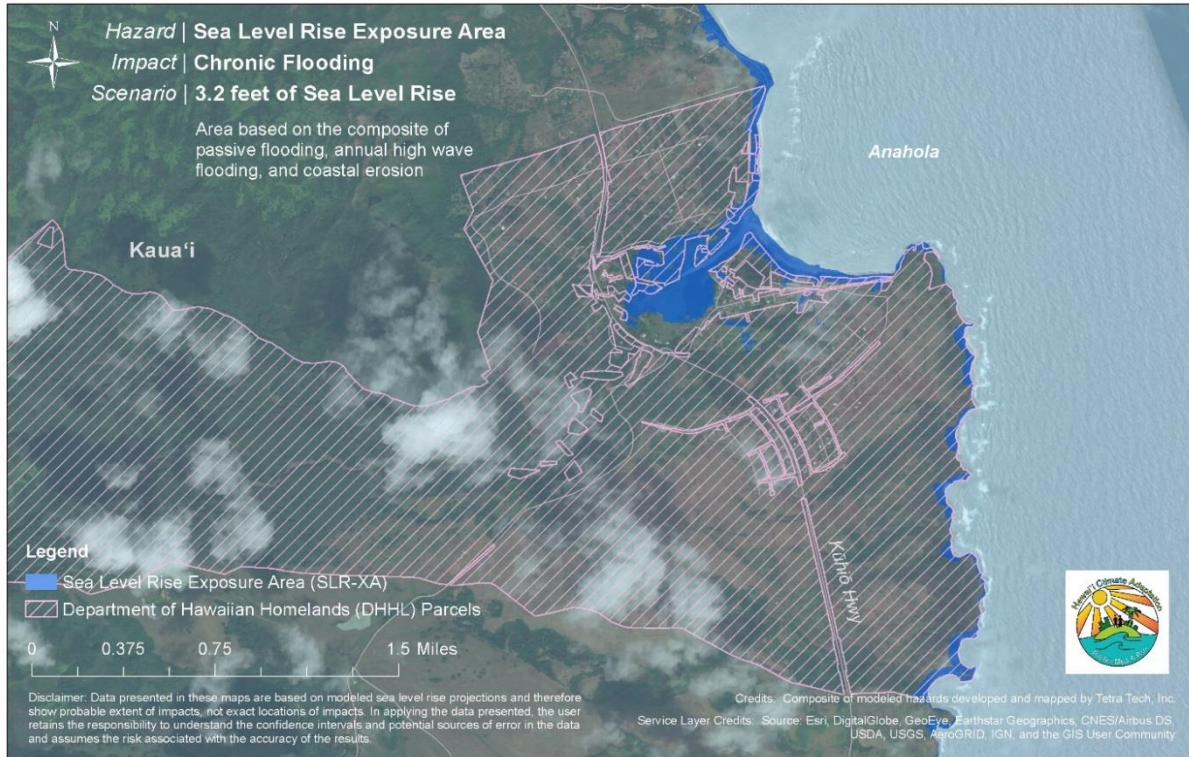 N
Hazard | Sea Level Rise Exposure Area
Impact | Chronic Flooding
Scenario | 3.2 feet of Sea Level Rise
Area based on the composite of
passive flooding, annual high wave
flooding, and coastal erosion
Anahola
Kauaʻi
Kūhiō Hwy
Legend
Sea Level Rise Exposure Area (SLR-XA)
Department of Hawaiian Homelands (DHHL) Parcels
0 0.375 0.75 1.5 Miles
Disclaimer: Data presented in these maps are based on modeled sea level rise projections and therefore
show probable extent of impacts, not exact locations of impacts. In applying the data presented, the user
retains the responsibility to understand the confidence intervals and potential sources of error in the data
and assumes the risk associated with the accuracy of the results.
Hawaiʻi Climate Adaptation
Credits: Composite of modeled hazards developed and mapped by Tetra Tech, Inc.
Service Layer Credits: Source: Esri, DigitalGlobe, GeoEye, Earthstar Geographics, CNES/Airbus DS,
USDA, USGS, AeroGRID, IGN, and the GIS User Community